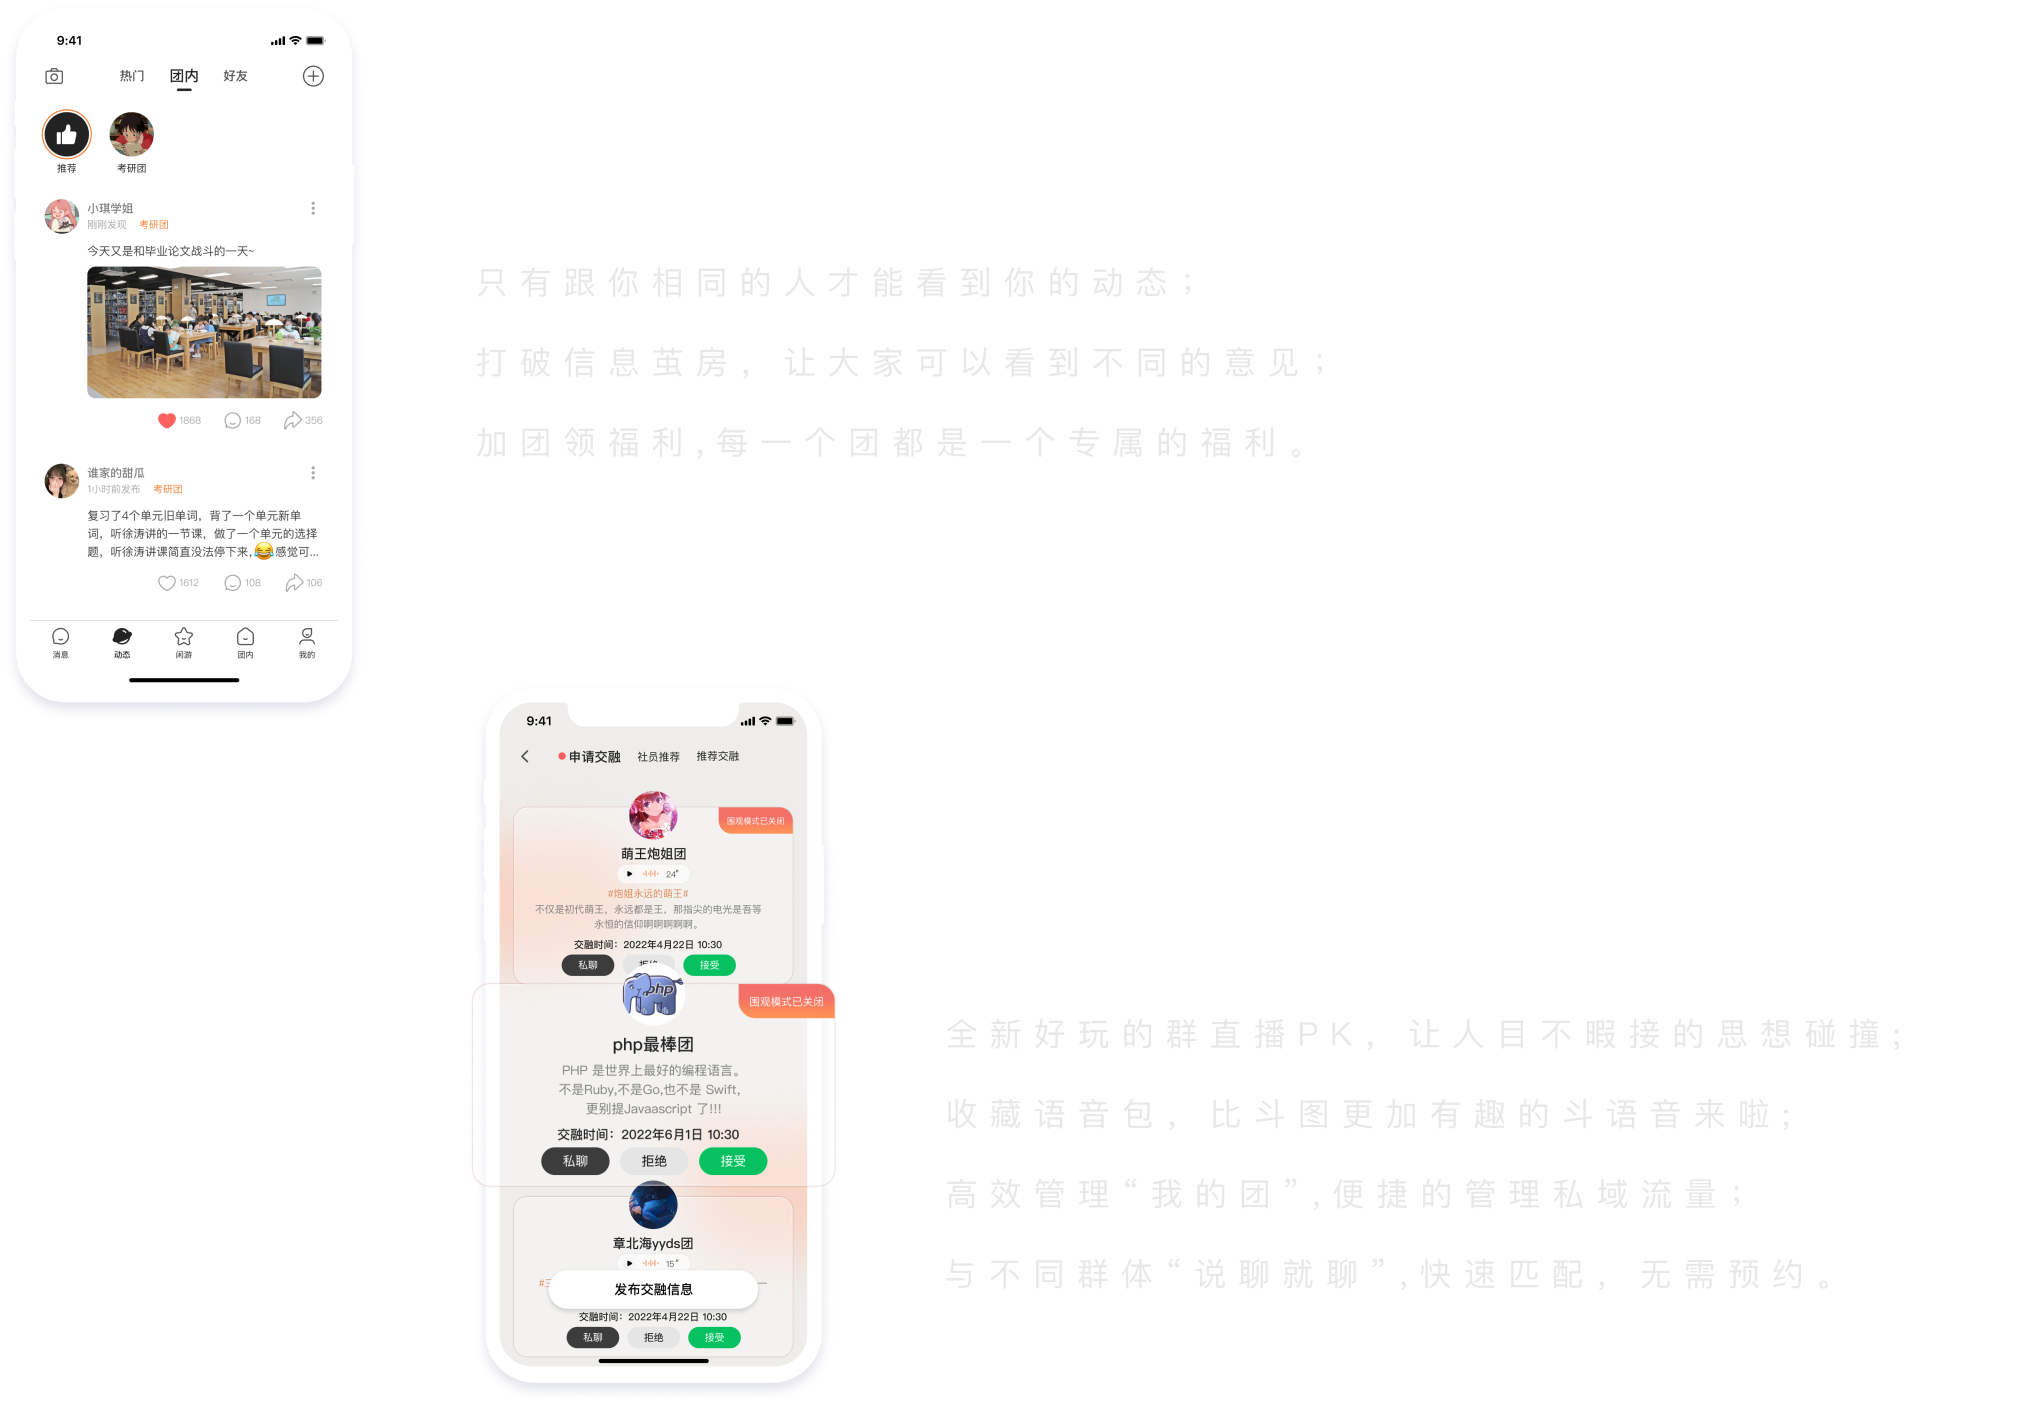 9:41
热门 团内 好友
推荐 考研团
小琪学姐
刚刚发现 考研团
今天又是和毕业论文战斗的一天~
1868 168 356
谁家的甜瓜
1小时前发布 考研团
复习了4个单元旧单词，背了一个单元新单
词，听徐涛讲的一节课，做了一个单元的选择
题，听徐涛讲课简直没法停下来,😂感觉可...
1612 108 106
消息 动态 闲游 团内 我的
只有跟你相同的人才能看到你的动态；
打破信息茧房，让大家可以看到不同的意见；
加团领福利,每一个团都是一个专属的福利。
9:41
申请交融 社员推荐 推荐交融
围观模式已关闭
萌王炮姐团
24"
#炮姐永远的萌王#
不仅是初代萌王，永远都是王，那指尖的电光是吾等
永恒的信仰啊啊啊啊啊。
交融时间：2022年4月22日 10:30
私聊 拒绝 接受
php
围观模式已关闭
php最棒团
PHP 是世界上最好的编程语言。
不是Ruby,不是Go,也不是 Swift,
更别提Javaascript 了!!!
交融时间：2022年6月1日 10:30
私聊 拒绝 接受
章北海yyds团
15"
发布交融信息
交融时间：2022年4月22日 10:30
私聊 拒绝 接受
全新好玩的群直播PK，让人目不暇接的思想碰撞;
收藏语音包，比斗图更加有趣的斗语音来啦;
高效管理“我的团”,便捷的管理私域流量；
与不同群体“说聊就聊”,快速匹配，无需预约。